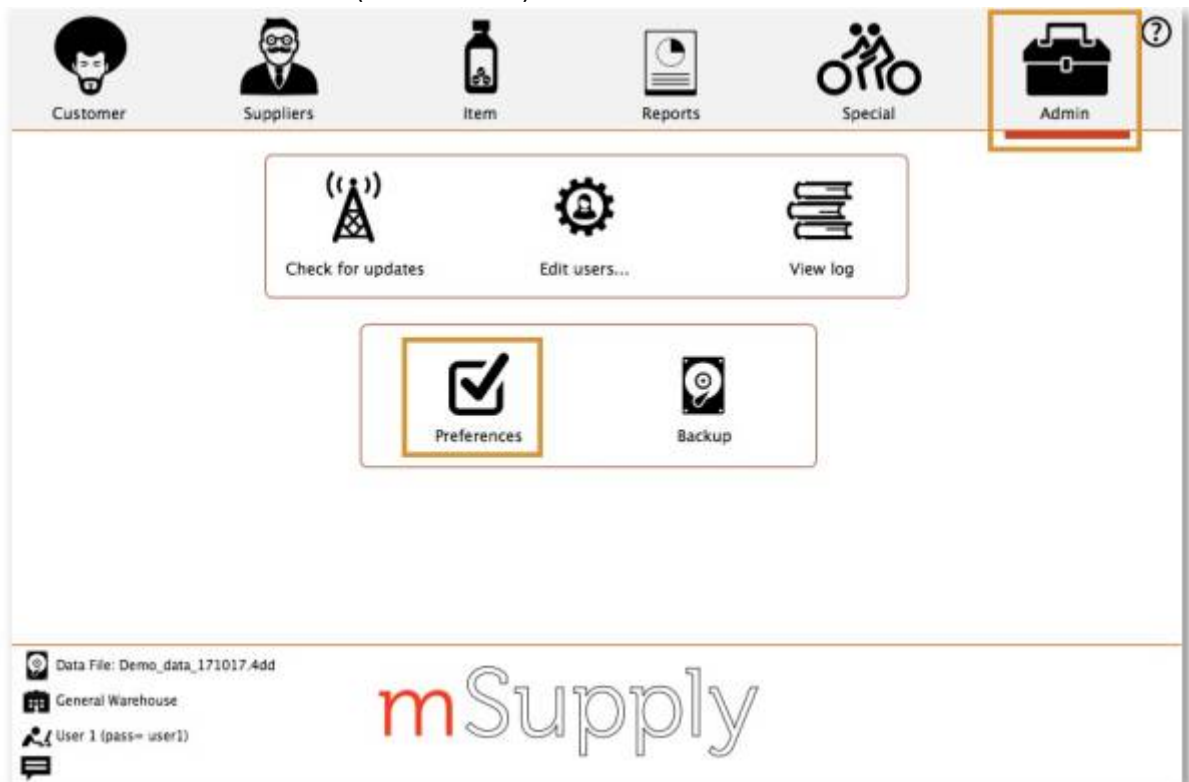 Customer
Suppliers
Item
Reports
Special
Admin
?
Check for updates
Edit users...
View log
Preferences
Backup
Data File: Demo_data_171017.4dd
General Warehouse
User 1 (pass= user1)
mSupply